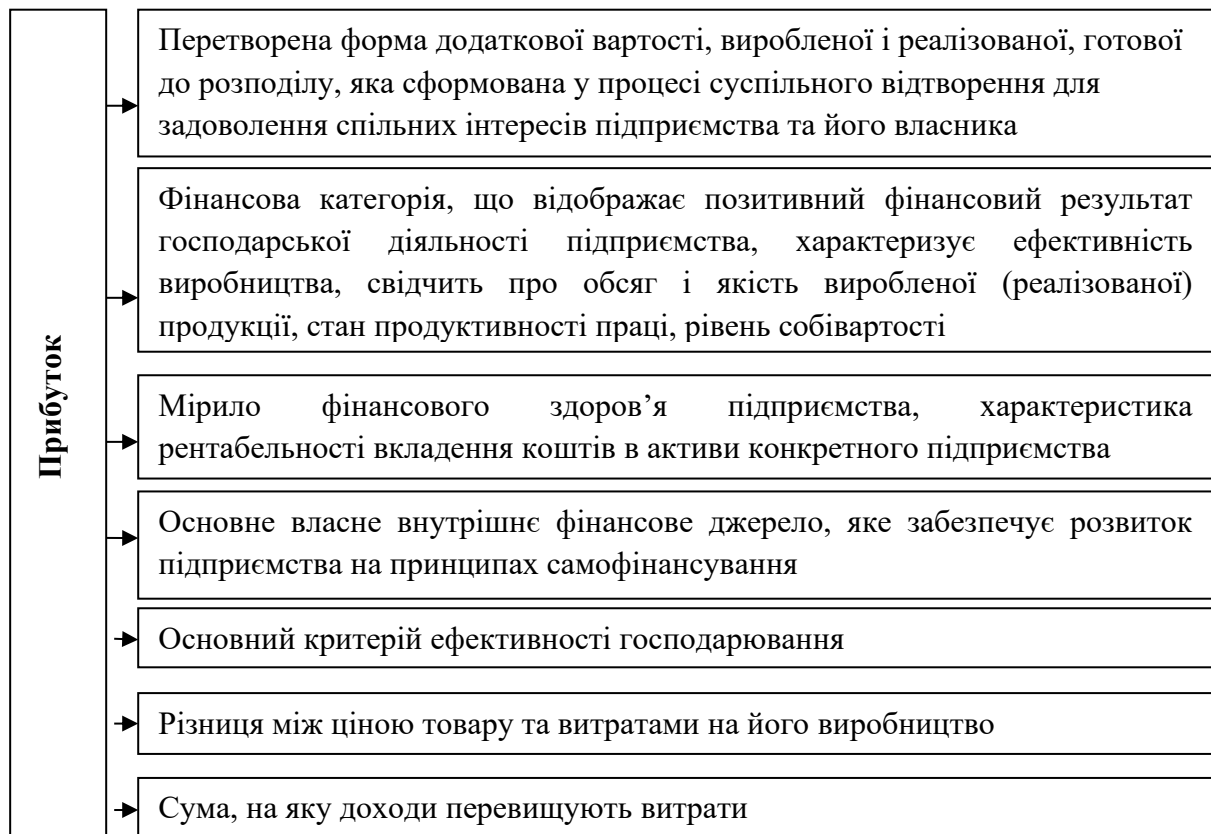 Прибуток
Перетворена форма додаткової вартості, виробленої і реалізованої, готової
до розподілу, яка сформована у процесі суспільного відтворення для
задоволення спільних інтересів підприємства та його власника
Фінансова категорія, що відображає позитивний фінансовий результат
господарської діяльності підприємства, характеризує ефективність
виробництва, свідчить про обсяг і якість виробленої (реалізованої)
продукції, стан продуктивності праці, рівень собівартості
Мірило фінансового здоров’я підприємства, характеристика
рентабельності вкладення коштів в активи конкретного підприємства
Основне власне внутрішнє фінансове джерело, яке забезпечує розвиток
підприємства на принципах самофінансування
Основний критерій ефективності господарювання
Різниця між ціною товару та витратами на його виробництво
Сума, на яку доходи перевищують витрати